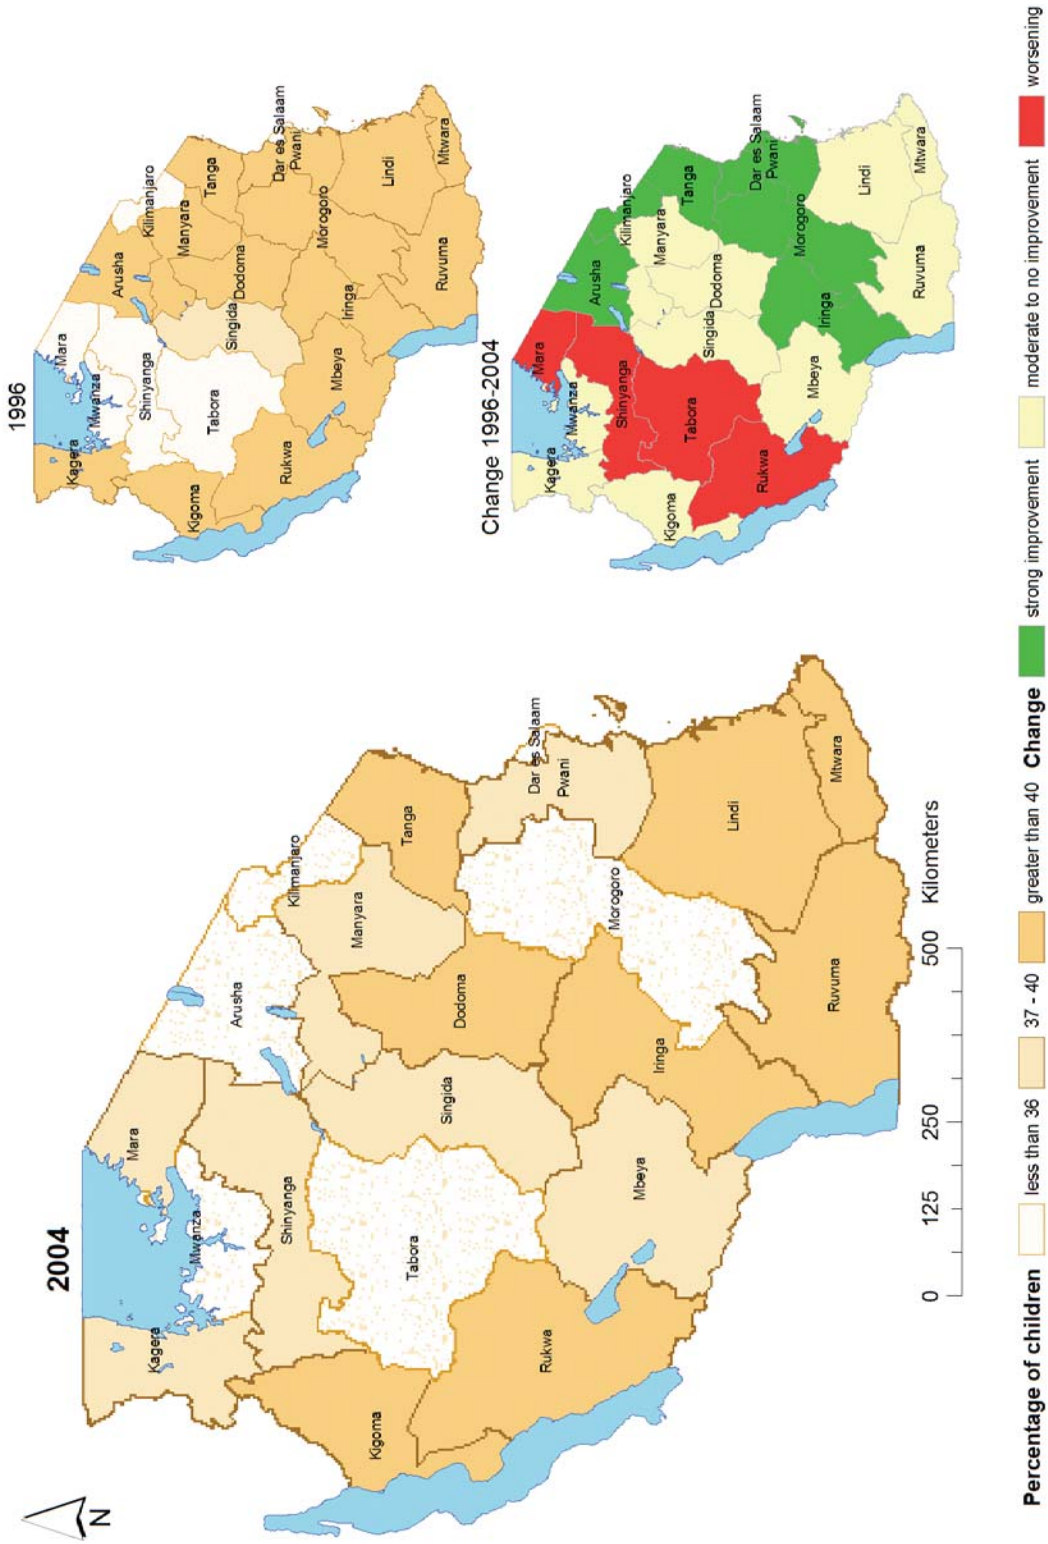 2004
Kagera
Mara
Mwanza
Arusha
Shinyanga
Kilimanjaro
Manyara
Kigoma
Tabora
Singida
Dodoma
Tanga
Dar es Salaam
Pwani
Rukwa
Mbeya
Iringa
Morogoro
Lindi
Ruvuma
Mtwara
N
0 125 250 500 Kilometers
1996
Kagera
Mara
Mwanza
Arusha
Shinyanga
Kilimanjaro
Manyara
Kigoma
Tabora
Singida
Dodoma
Tanga
Dar es Salaam
Pwani
Rukwa
Mbeya
Iringa
Morogoro
Lindi
Ruvuma
Mtwara
Change 1996-2004
Kagera
Mara
Mwanza
Arusha
Shinyanga
Kilimanjaro
Manyara
Kigoma
Tabora
Singida
Dodoma
Tanga
Dar es Salaam
Pwani
Rukwa
Mbeya
Iringa
Morogoro
Lindi
Ruvuma
Mtwara
Percentage of children less than 36 37 - 40 greater than 40 Change strong improvement moderate to no improvement worsening